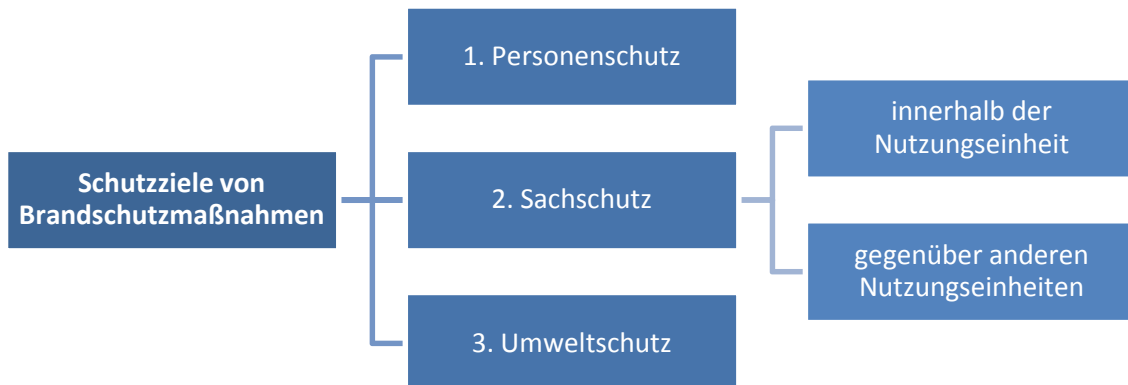 Schutzziele von
Brandschutzmaßnahmen
1. Personenschutz
2. Sachschutz
innerhalb der
Nutzungseinheit
gegenüber anderen
Nutzungseinheiten
3. Umweltschutz